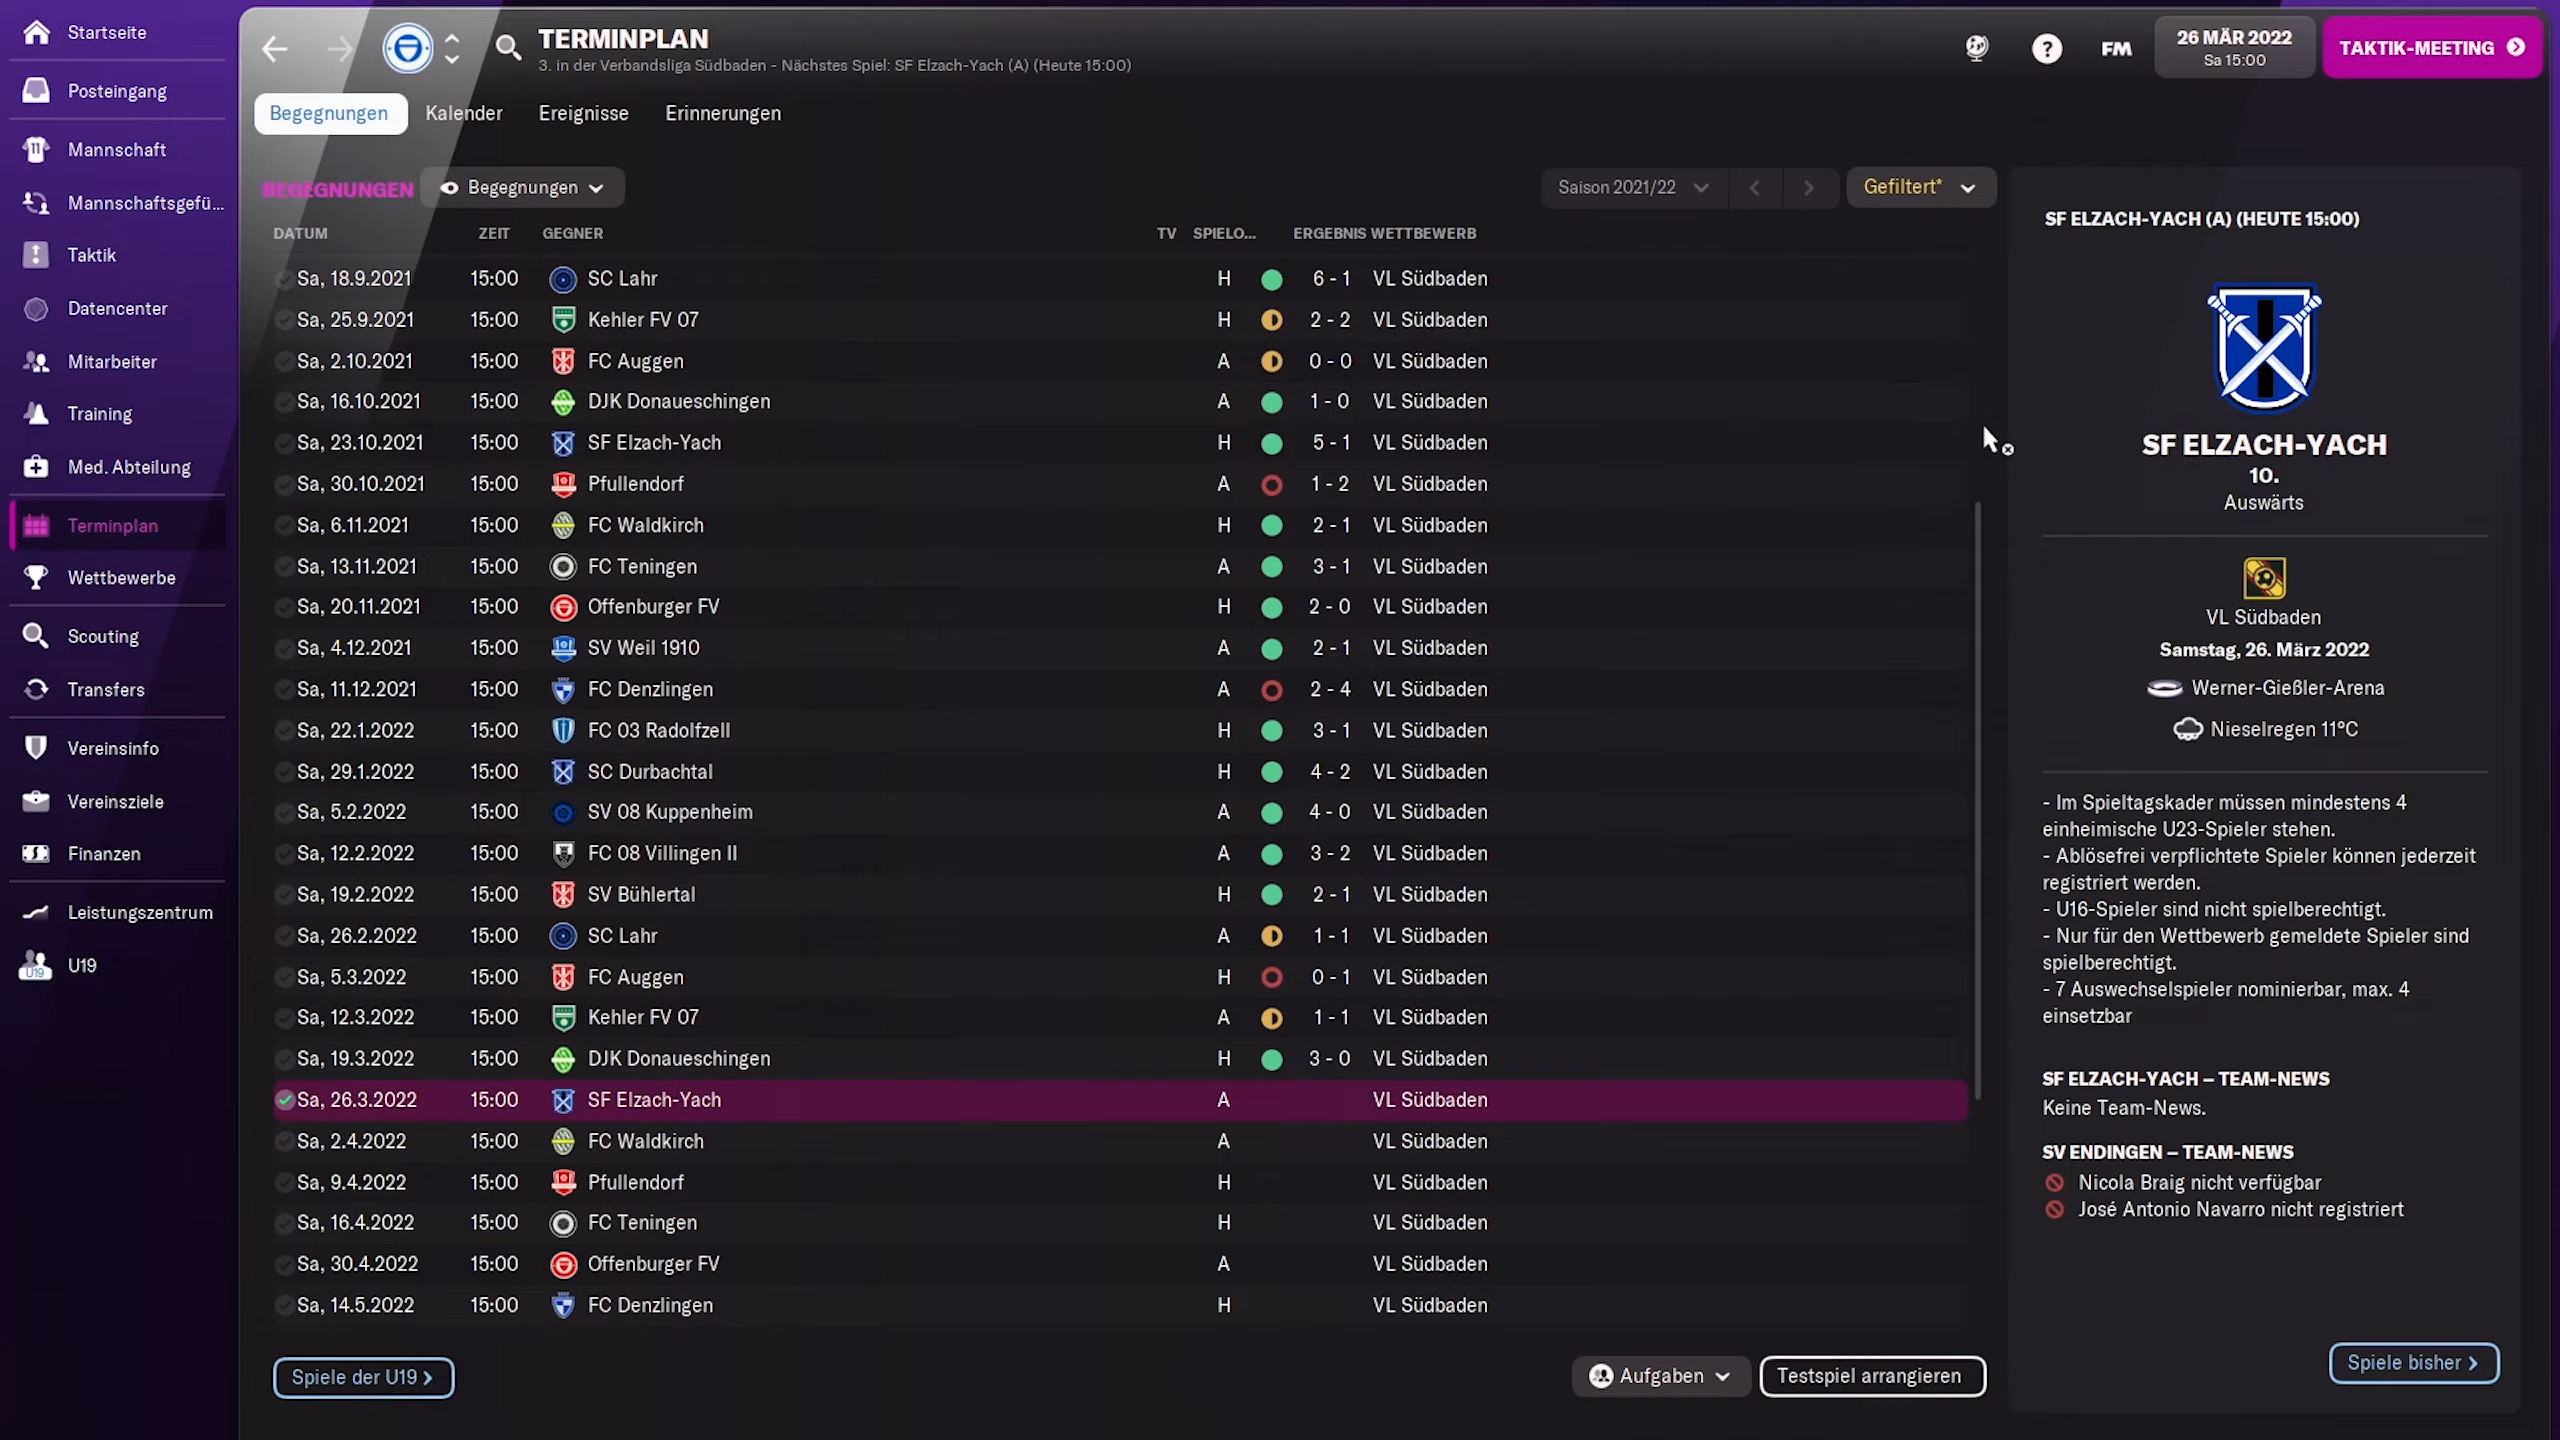 Startseite
Posteingang
Mannschaft
Mannschaftsgefü...
Taktik
Datencenter
Mitarbeiter
Training
Med. Abteilung
Terminplan
Wettbewerbe
Scouting
Transfers
Vereinsinfo
Vereinsziele
Finanzen
Leistungszentrum
U19
TERMINPLAN
3. in der Verbandsliga Südbaden - Nächstes Spiel: SF Elzach-Yach (A) (Heute 15:00)
FM
26 MÄR 2022
Sa 15:00
TAKTIK-MEETING
Begegnungen Kalender Ereignisse Erinnerungen
BEGEGNUNGEN Begegnungen Saison 2021/22 Gefiltert*
DATUM ZEIT GEGNER TV SPIELO... ERGEBNIS WETTBEWERB
Sa, 18.9.2021 15:00 SC Lahr H 6 - 1 VL Südbaden
Sa, 25.9.2021 15:00 Kehler FV 07 H 2 - 2 VL Südbaden
Sa, 2.10.2021 15:00 FC Auggen A 0 - 0 VL Südbaden
Sa, 16.10.2021 15:00 DJK Donaueschingen A 1 - 0 VL Südbaden
Sa, 23.10.2021 15:00 SF Elzach-Yach H 5 - 1 VL Südbaden
Sa, 30.10.2021 15:00 Pfullendorf A 1 - 2 VL Südbaden
Sa, 6.11.2021 15:00 FC Waldkirch H 2 - 1 VL Südbaden
Sa, 13.11.2021 15:00 FC Teningen A 3 - 1 VL Südbaden
Sa, 20.11.2021 15:00 Offenburger FV H 2 - 0 VL Südbaden
Sa, 4.12.2021 15:00 SV Weil 1910 A 2 - 1 VL Südbaden
Sa, 11.12.2021 15:00 FC Denzlingen A 2 - 4 VL Südbaden
Sa, 22.1.2022 15:00 FC 03 Radolfzell H 3 - 1 VL Südbaden
Sa, 29.1.2022 15:00 SC Durbachtal H 4 - 2 VL Südbaden
Sa, 5.2.2022 15:00 SV 08 Kuppenheim A 4 - 0 VL Südbaden
Sa, 12.2.2022 15:00 FC 08 Villingen II A 3 - 2 VL Südbaden
Sa, 19.2.2022 15:00 SV Bühlertal H 2 - 1 VL Südbaden
Sa, 26.2.2022 15:00 SC Lahr A 1 - 1 VL Südbaden
Sa, 5.3.2022 15:00 FC Auggen H 0 - 1 VL Südbaden
Sa, 12.3.2022 15:00 Kehler FV 07 A 1 - 1 VL Südbaden
Sa, 19.3.2022 15:00 DJK Donaueschingen H 3 - 0 VL Südbaden
Sa, 26.3.2022 15:00 SF Elzach-Yach A VL Südbaden
Sa, 2.4.2022 15:00 FC Waldkirch A VL Südbaden
Sa, 9.4.2022 15:00 Pfullendorf H VL Südbaden
Sa, 16.4.2022 15:00 FC Teningen H VL Südbaden
Sa, 30.4.2022 15:00 Offenburger FV A VL Südbaden
Sa, 14.5.2022 15:00 FC Denzlingen H VL Südbaden
Spiele der U19 Aufgaben Testspiel arrangieren
SF ELZACH-YACH (A) (HEUTE 15:00)
SF ELZACH-YACH
10.
Auswärts
VL Südbaden
Samstag, 26. März 2022
Werner-Gießler-Arena
Nieselregen 11°C
- Im Spieltagskader müssen mindestens 4
einheimische U23-Spieler stehen.
- Ablösefrei verpflichtete Spieler können jederzeit
registriert werden.
- U16-Spieler sind nicht spielberechtigt.
- Nur für den Wettbewerb gemeldete Spieler sind
spielberechtigt.
- 7 Auswechselspieler nominierbar, max. 4
einsetzbar
SF ELZACH-YACH – TEAM-NEWS
Keine Team-News.
SV ENDINGEN – TEAM-NEWS
Nicola Braig nicht verfügbar
José Antonio Navarro nicht registriert
Spiele bisher